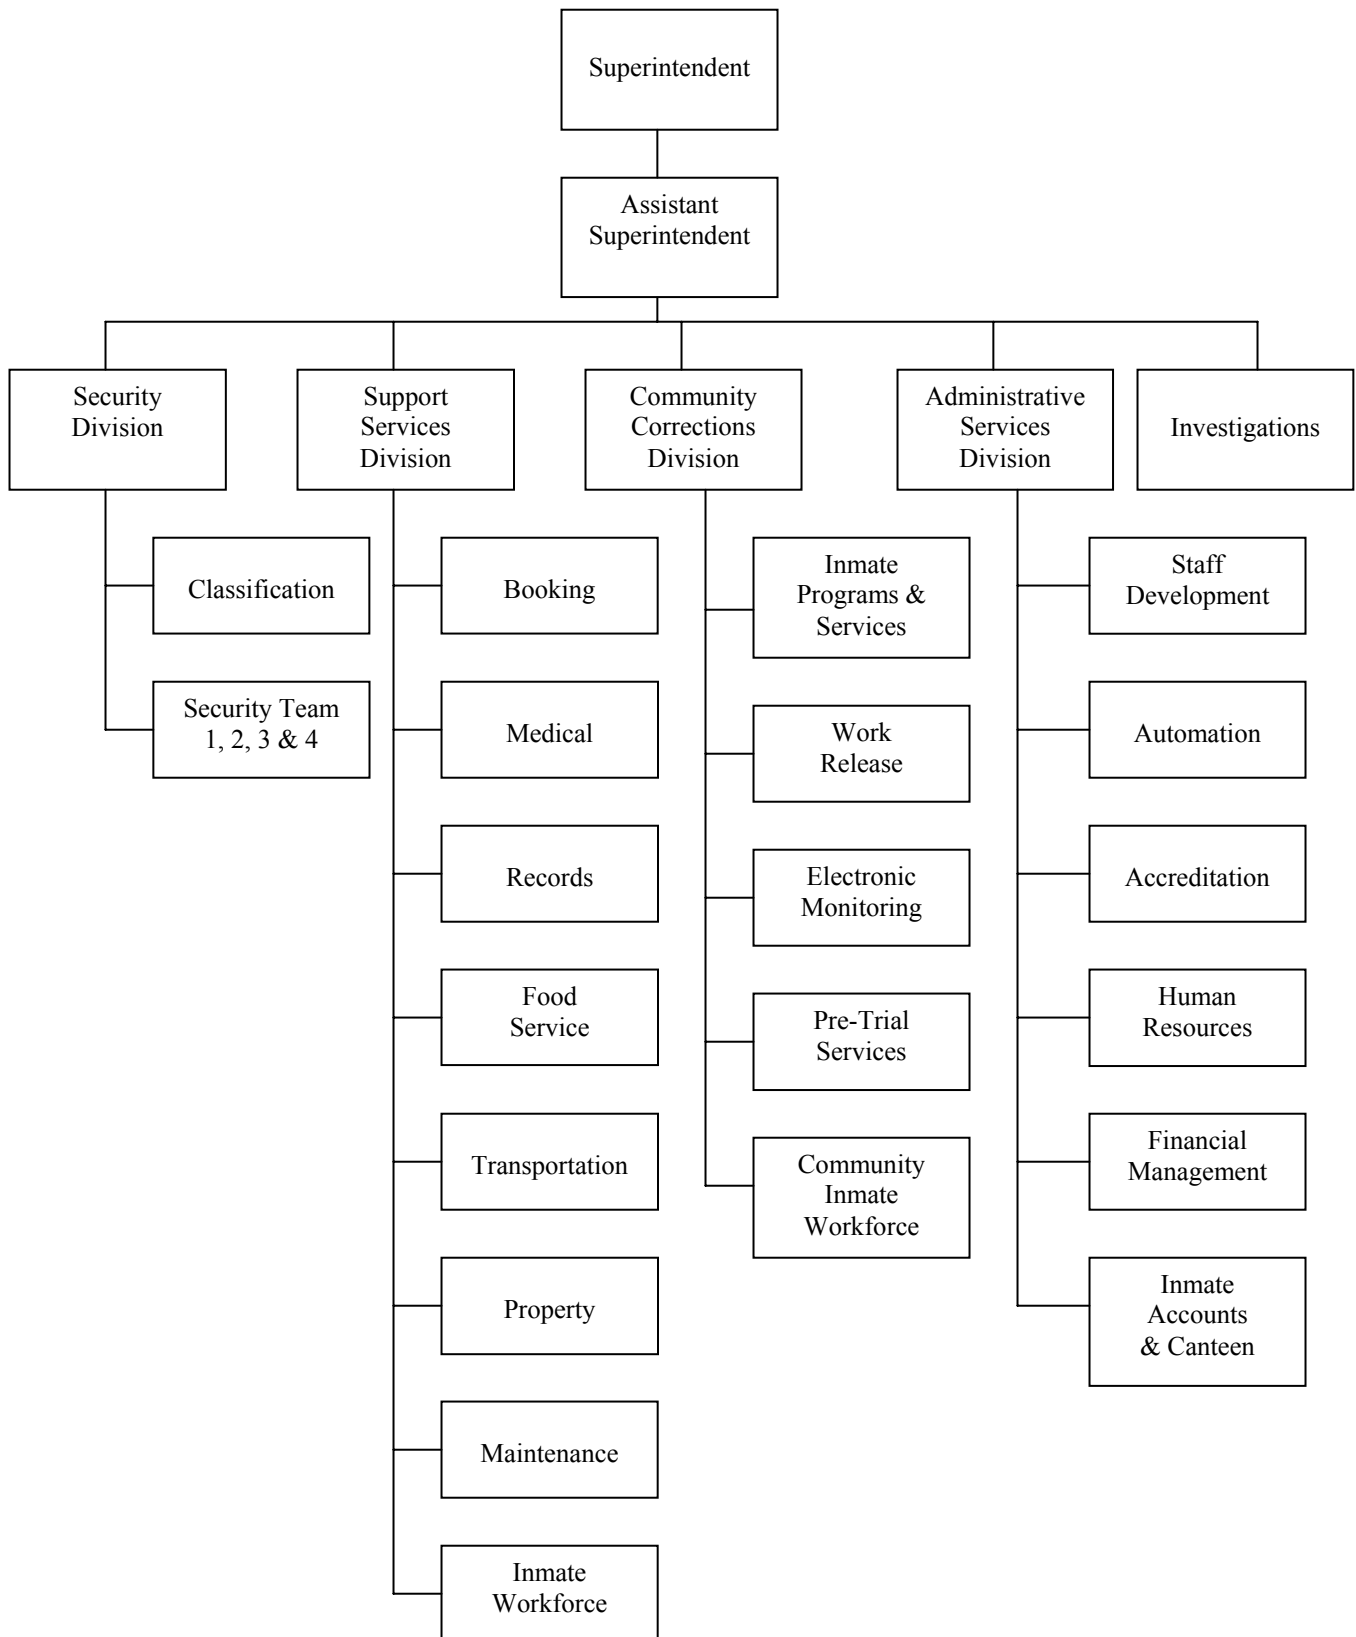 Superintendent
Assistant
Superintendent
Security
Division
Support
Services
Division
Community
Corrections
Division
Administrative
Services
Division
Investigations
Classification
Security Team
1, 2, 3 & 4
Booking
Medical
Records
Food
Service
Transportation
Property
Maintenance
Inmate
Workforce
Inmate
Programs &
Services
Work
Release
Electronic
Monitoring
Pre-Trial
Services
Community
Inmate
Workforce
Staff
Development
Automation
Accreditation
Human
Resources
Financial
Management
Inmate
Accounts
& Canteen